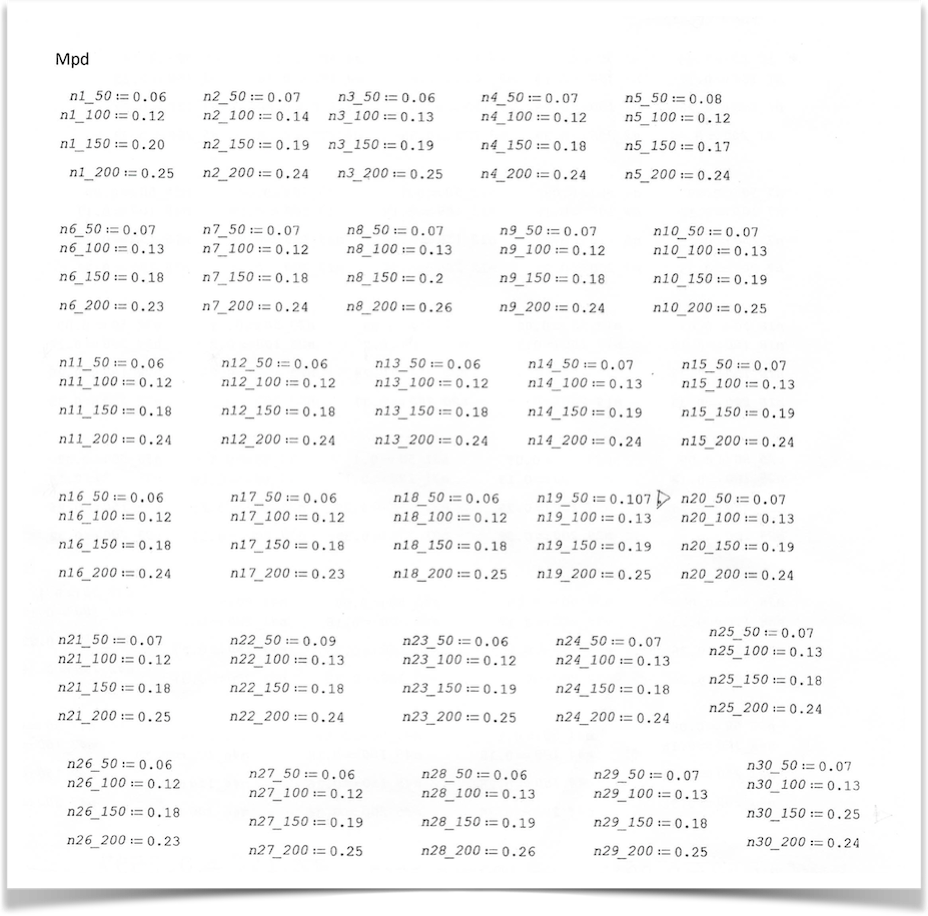 Mpd
n1_50 := 0.06 n2_50 := 0.07 n3_50 := 0.06 n4_50 := 0.07 n5_50 := 0.08
n1_100 := 0.12 n2_100 := 0.14 n3_100 := 0.13 n4_100 := 0.12 n5_100 := 0.12
n1_150 := 0.20 n2_150 := 0.19 n3_150 := 0.19 n4_150 := 0.18 n5_150 := 0.17
n1_200 := 0.25 n2_200 := 0.24 n3_200 := 0.25 n4_200 := 0.24 n5_200 := 0.24
n6_50 := 0.07 n7_50 := 0.07 n8_50 := 0.07 n9_50 := 0.07 n10_50 := 0.07
n6_100 := 0.13 n7_100 := 0.12 n8_100 := 0.13 n9_100 := 0.12 n10_100 := 0.13
n6_150 := 0.18 n7_150 := 0.18 n8_150 := 0.2 n9_150 := 0.18 n10_150 := 0.19
n6_200 := 0.23 n7_200 := 0.24 n8_200 := 0.26 n9_200 := 0.24 n10_200 := 0.25
n11_50 := 0.06 n12_50 := 0.06 n13_50 := 0.06 n14_50 := 0.07 n15_50 := 0.07
n11_100 := 0.12 n12_100 := 0.12 n13_100 := 0.12 n14_100 := 0.13 n15_100 := 0.13
n11_150 := 0.18 n12_150 := 0.18 n13_150 := 0.18 n14_150 := 0.19 n15_150 := 0.19
n11_200 := 0.24 n12_200 := 0.24 n13_200 := 0.24 n14_200 := 0.24 n15_200 := 0.24
n16_50 := 0.06 n17_50 := 0.06 n18_50 := 0.06 n19_50 := 0.107 n20_50 := 0.07
n16_100 := 0.12 n17_100 := 0.12 n18_100 := 0.12 n19_100 := 0.13 n20_100 := 0.13
n16_150 := 0.18 n17_150 := 0.18 n18_150 := 0.18 n19_150 := 0.19 n20_150 := 0.19
n16_200 := 0.24 n17_200 := 0.23 n18_200 := 0.25 n19_200 := 0.25 n20_200 := 0.24
n21_50 := 0.07 n22_50 := 0.09 n23_50 := 0.06 n24_50 := 0.07 n25_50 := 0.07
n21_100 := 0.12 n22_100 := 0.13 n23_100 := 0.12 n24_100 := 0.13 n25_100 := 0.13
n21_150 := 0.18 n22_150 := 0.18 n23_150 := 0.19 n24_150 := 0.18 n25_150 := 0.18
n21_200 := 0.25 n22_200 := 0.24 n23_200 := 0.25 n24_200 := 0.24 n25_200 := 0.24
n26_50 := 0.06 n27_50 := 0.06 n28_50 := 0.06 n29_50 := 0.07 n30_50 := 0.07
n26_100 := 0.12 n27_100 := 0.12 n28_100 := 0.13 n29_100 := 0.13 n30_100 := 0.13
n26_150 := 0.18 n27_150 := 0.19 n28_150 := 0.19 n29_150 := 0.18 n30_150 := 0.25
n26_200 := 0.23 n27_200 := 0.25 n28_200 := 0.26 n29_200 := 0.25 n30_200 := 0.24